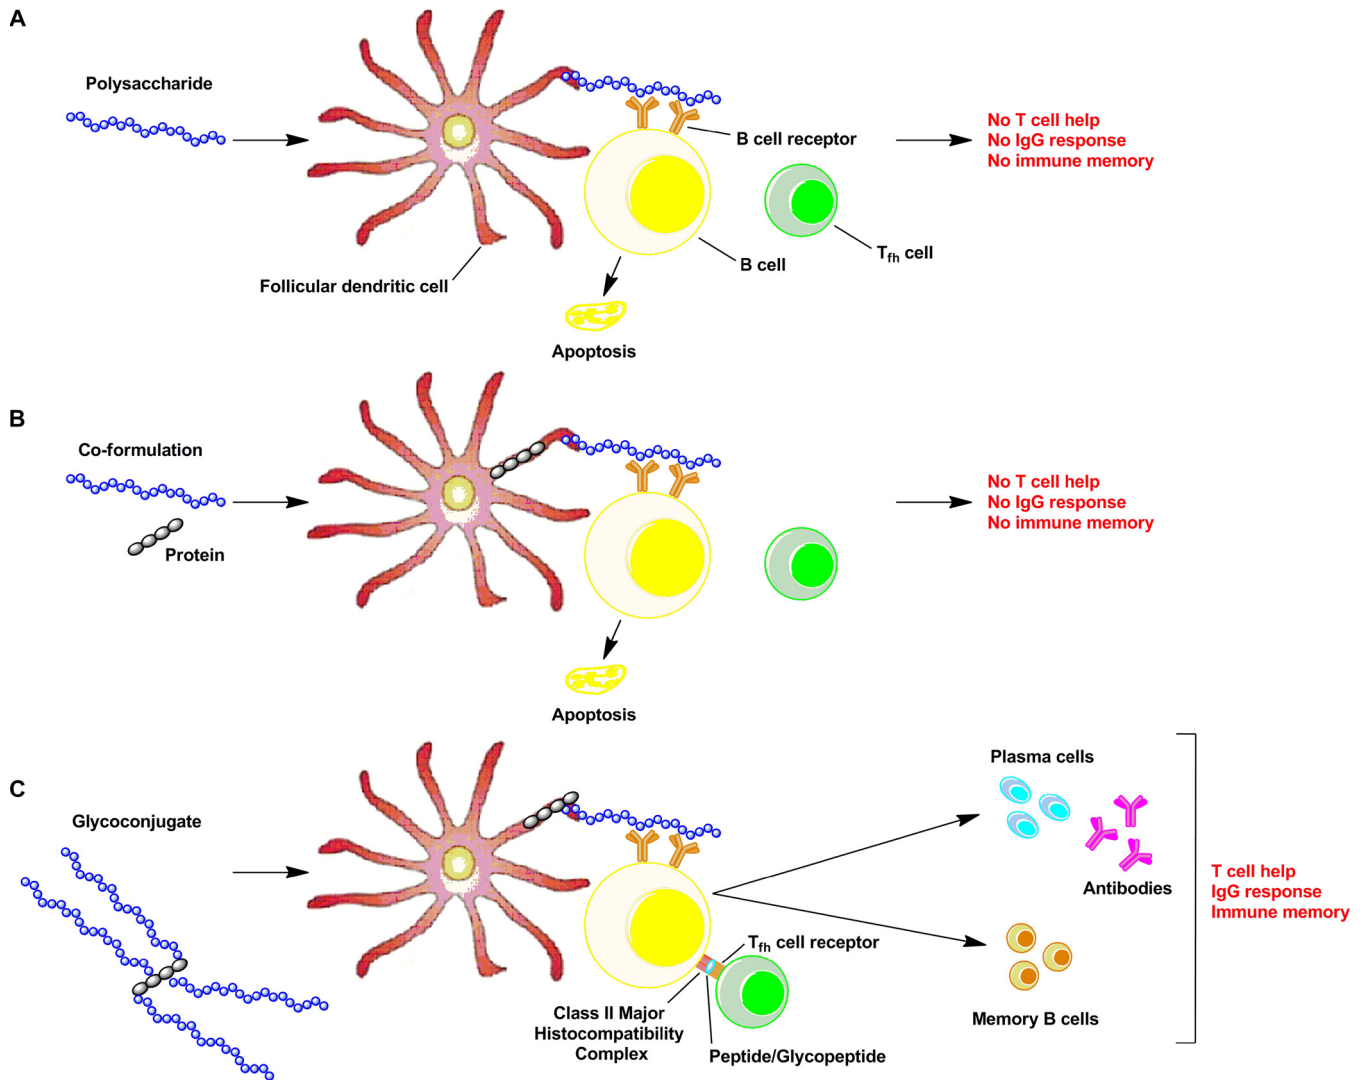 A
Polysaccharide
B cell receptor
No T cell help
No IgG response
No immune memory
Tfh cell
B cell
Follicular dendritic cell
Apoptosis
B
Co-formulation
Protein
No T cell help
No IgG response
No immune memory
Apoptosis
C
Glycoconjugate
Plasma cells
Antibodies
T cell help
IgG response
Immune memory
Tfh cell receptor
Class II Major
Histocompatibility
Complex
Peptide/Glycopeptide
Memory B cells